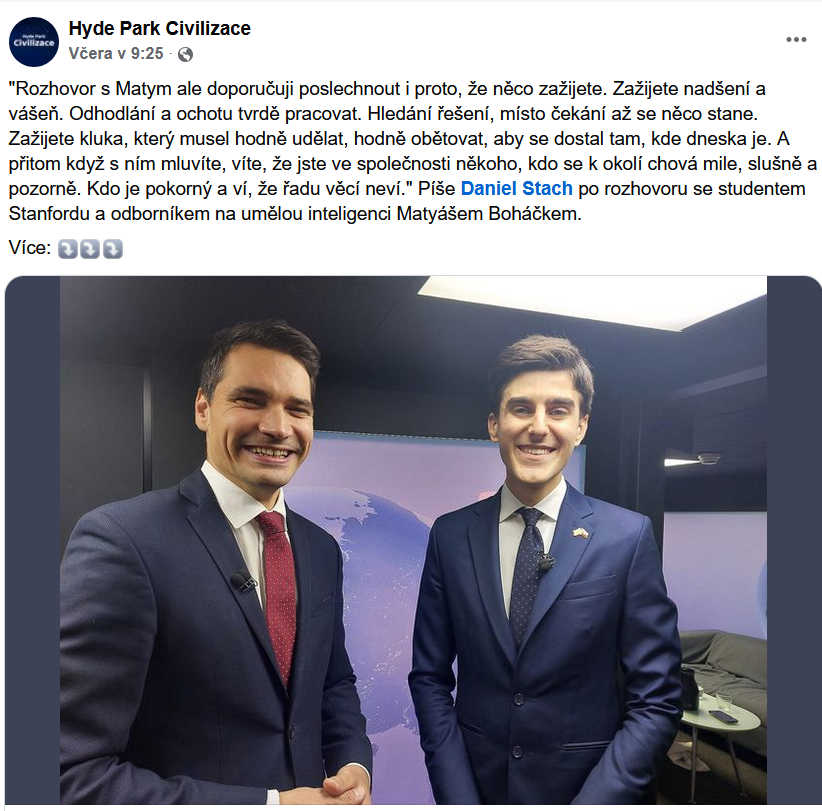 Hyde Park Civilizace
Včera v 9:25 ·
Hyde Park
Civilizace
"Rozhovor s Matym ale doporučuji poslechnout i proto, že něco zažijete. Zažijete nadšení a
vášeň. Odhodlání a ochotu tvrdě pracovat. Hledání řešení, místo čekání až se něco stane.
Zažijete kluka, který musel hodně udělat, hodně obětovat, aby se dostal tam, kde dneska je. A
přitom když s ním mluvíte, víte, že jste ve společnosti někoho, kdo se k okolí chová mile, slušně a
pozorně. Kdo je pokorný a ví, že řadu věcí neví." Píše Daniel Stach po rozhovoru se studentem
Stanfordu a odborníkem na umělou inteligenci Matyášem Boháčkem.
Více: ⤵️⤵️⤵️